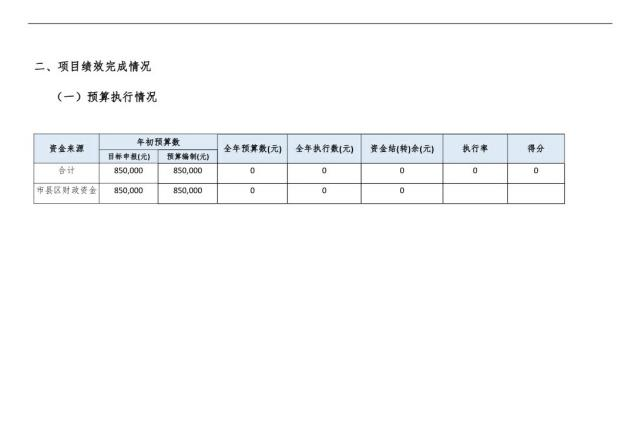 二、项目绩效完成情况
（一）预算执行情况
资金来源 年初预算数 全年预算数(元) 全年执行数(元) 资金结(转)余(元) 执行率 得分
目标申报(元) 预算编制(元)
合计 850,000 850,000 0 0 0 0 0
市县区财政资金 850,000 850,000 0 0 0